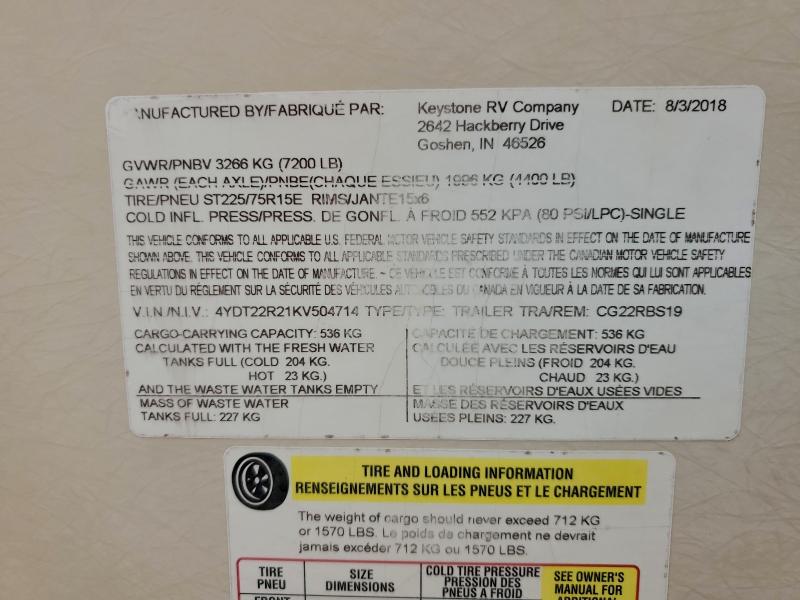 ANUFACTURED BY/FABRIQUÉ PAR: Keystone RV Company DATE: 8/3/2018
2642 Hackberry Drive
Goshen, IN 46526
GVWR/PNBV 3266 KG (7200 LB)
GAWR (EACH AXLE)/PNBE(CHAQUE ESSIEU) 1996 KG (4400 LB)
TIRE/PNEU ST225/75R15E RIMS/JANTE15x6
COLD INFL. PRESS/PRESS. DE GONFL. À FROID 552 KPA (80 PSI/LPC)-SINGLE
THIS VEHICLE CONFORMS TO ALL APPLICABLE U.S. FEDERAL MOTOR VEHICLE SAFETY STANDARDS IN EFFECT ON THE DATE OF MANUFACTURE
SHOWN ABOVE. THIS VEHICLE CONFORMS TO ALL APPLICABLE STANDARDS PRESCRIBED UNDER THE CANADIAN MOTOR VEHICLE SAFETY
REGULATIONS IN EFFECT ON THE DATE OF MANUFACTURE. ~ CE VEHICULE EST CONFORME À TOUTES LES NORMES QUI LUI SONT APPLICABLES
EN VERTU DU RÉGLEMENT SUR LA SÉCURITÉ DES VÉHICULES AUTOMOBILES DU CANADA EN VIGUEUR À LA DATE DE SA FABRICATION.
V.I.N/N.I.V.: 4YDT22R21KV504714 TYPE/TYPE: TRAILER TRA/REM: CG22RBS19
CARGO-CARRYING CAPACITY: 536 KG
CALCULATED WITH THE FRESH WATER
TANKS FULL (COLD 204 KG.
HOT 23 KG.)
AND THE WASTE WATER TANKS EMPTY
MASS OF WASTE WATER
TANKS FULL: 227 KG
CAPACITÉ DE CHARGEMENT: 536 KG
CALCULÉE AVEC LES RÉSERVOIRS D'EAU
DOUCE PLEINS (FROID 204 KG.
CHAUD 23 KG.)
ET LES RÉSERVOIRS D'EAUX USÉES VIDES
MASSE DES RÉSERVOIRS D'EAUX
USÉES PLEINS: 227 KG.
TIRE AND LOADING INFORMATION
RENSEIGNEMENTS SUR LES PNEUS ET LE CHARGEMENT
The weight of cargo should never exceed 712 KG
or 1570 LBS. Le poids de chargement ne devrait
jamais excéder 712 KG ou 1570 LBS.
TIRE
PNEU
SIZE
DIMENSIONS
COLD TIRE PRESSURE
PRESSION DES
PNEUS A FROID
SEE OWNER'S
MANUAL FOR
ADDITIONAL
FRONT